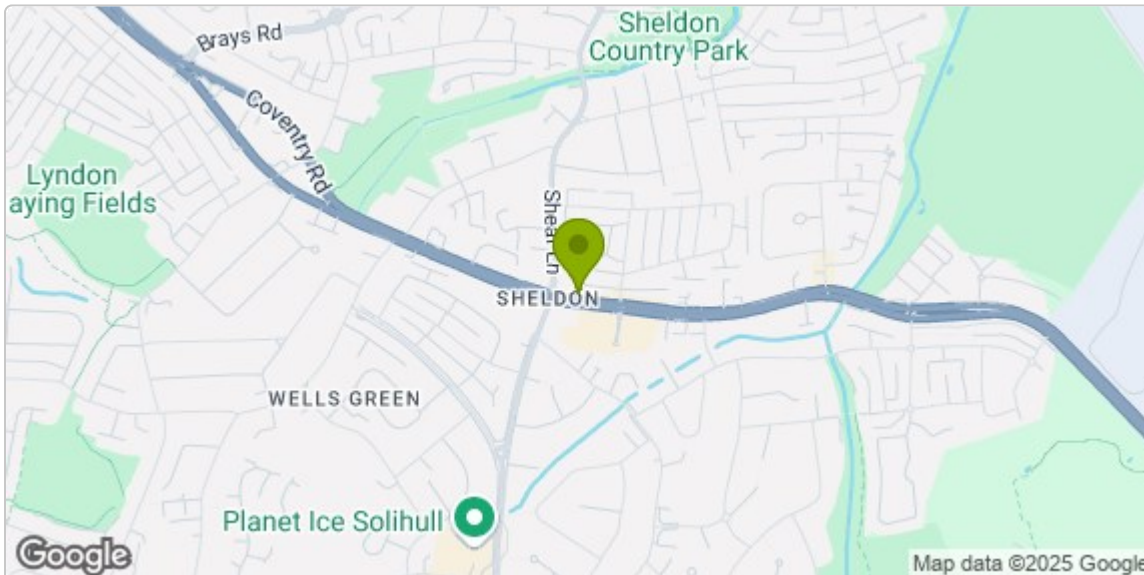 Sheldon
Country Park
Brays Rd
Coventry Rd
Lyndon
aying Fields
Sheaf Ln
SHELDON
WELLS GREEN
Planet Ice Solihull
Google
Map data ©2025 Google